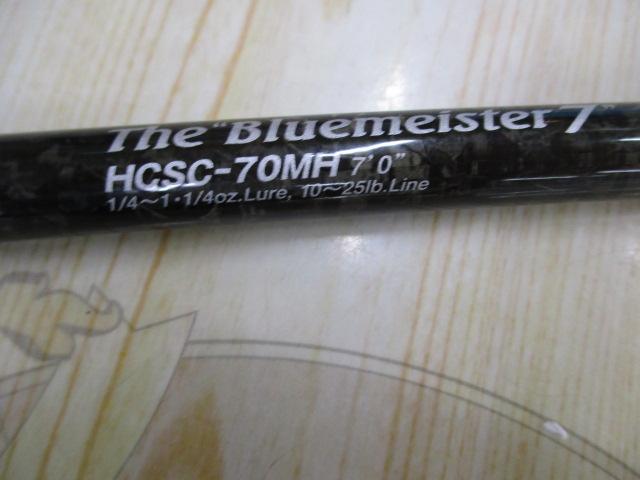 The "Bluemeister 7"
HCSC-70MH 7'0"
1/4~1·1/4oz.Lure, 10~25lb.Line